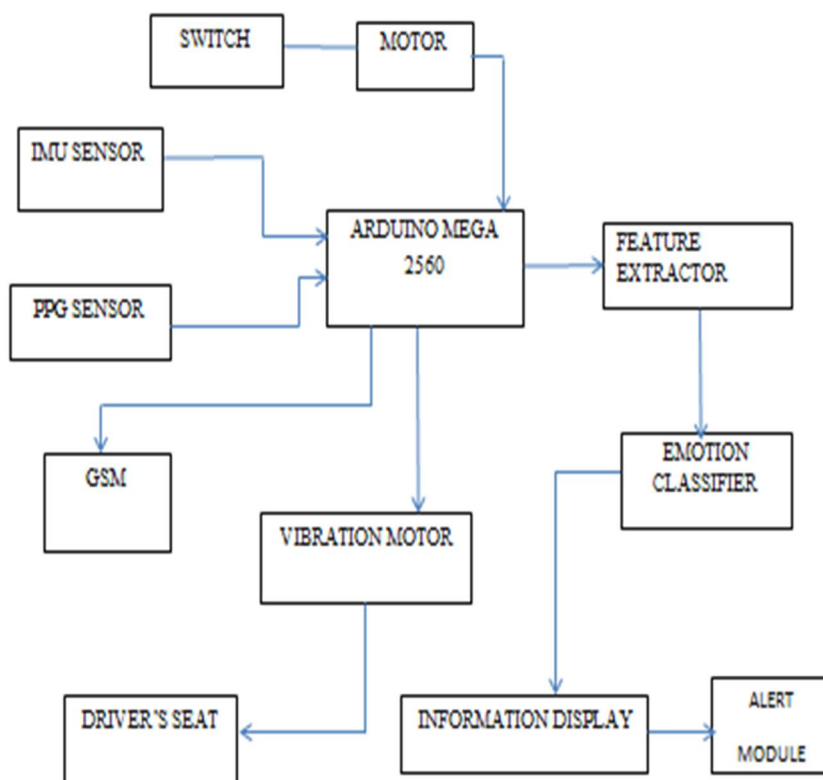 SWITCH
MOTOR
IMU SENSOR
ARDUINO MEGA
2560
FEATURE
EXTRACTOR
PPG SENSOR
GSM
EMOTION
CLASSIFIER
VIBRATION MOTOR
DRIVER'S SEAT
INFORMATION DISPLAY
ALERT
MODULE